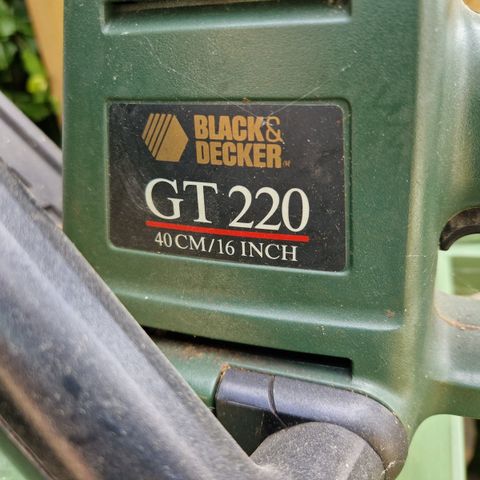 BLACK&
DECKER
GT 220
40 CM/16 INCH